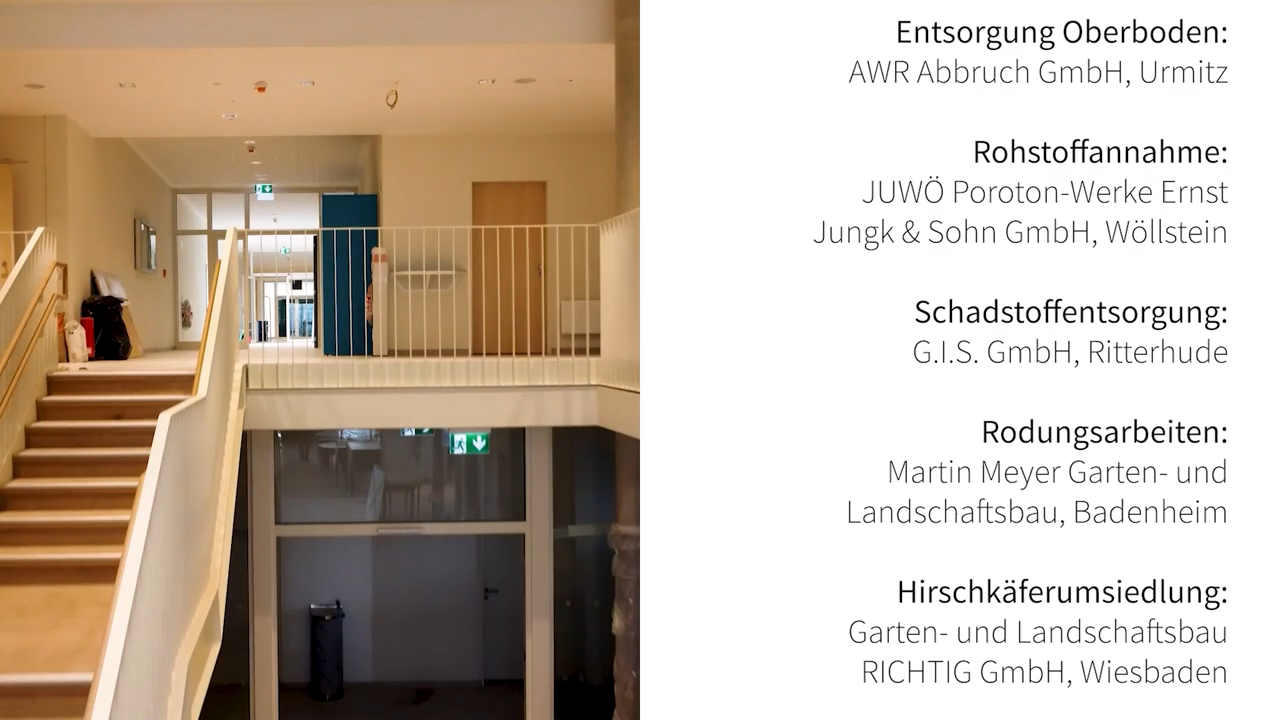 Entsorgung Oberboden:
AWR Abbruch GmbH, Urmitz
Rohstoffannahme:
JUWÖ Poroton-Werke Ernst
Jungk & Sohn GmbH, Wöllstein
Schadstoffentsorgung:
G.I.S. GmbH, Ritterhude
Rodungsarbeiten:
Martin Meyer Garten- und
Landschaftsbau, Badenheim
Hirschkäferumsiedlung:
Garten- und Landschaftsbau
RICHTIG GmbH, Wiesbaden